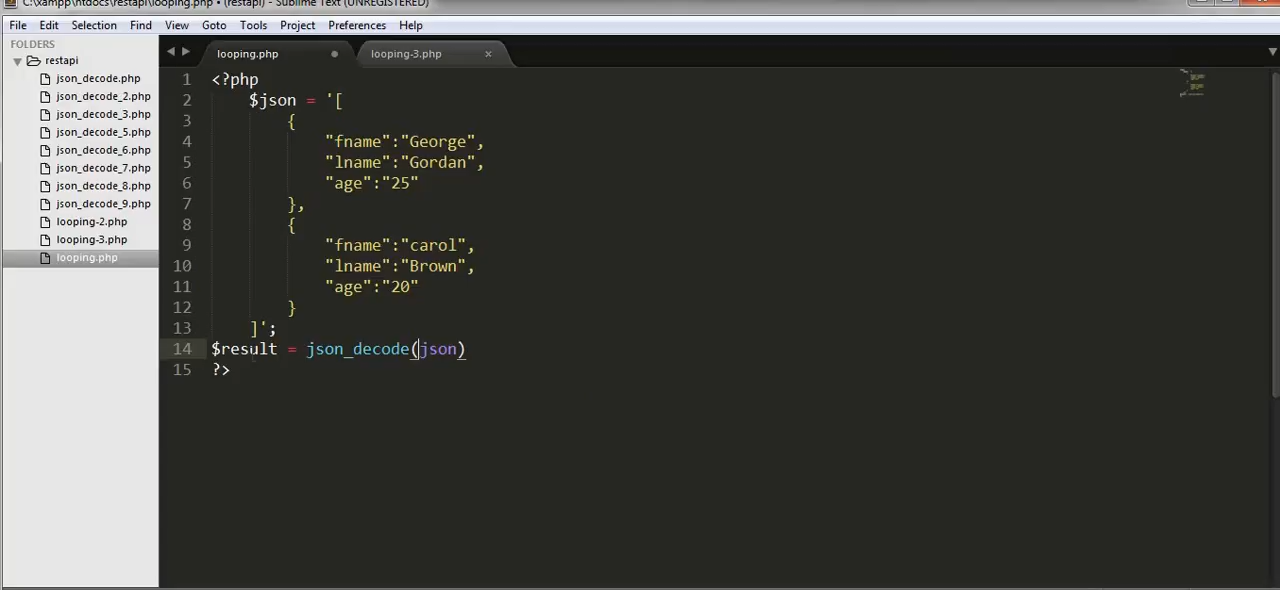 C:\xampp\htdocs\restapi\looping.php • (restapi) - Sublime Text (UNREGISTERED)
File Edit Selection Find View Goto Tools Project Preferences Help
FOLDERS
restapi
json_decode.php
json_decode_2.php
json_decode_3.php
json_decode_5.php
json_decode_6.php
json_decode_7.php
json_decode_8.php
json_decode_9.php
looping-2.php
looping-3.php
looping.php
looping.php looping-3.php
1 <?php
2 $json = '[
3 {
4 "fname":"George",
5 "lname":"Gordan",
6 "age":"25"
7 },
8 {
9 "fname":"carol",
10 "lname":"Brown",
11 "age":"20"
12 }
13 ]';
14 $result = json_decode(json)
15 ?>